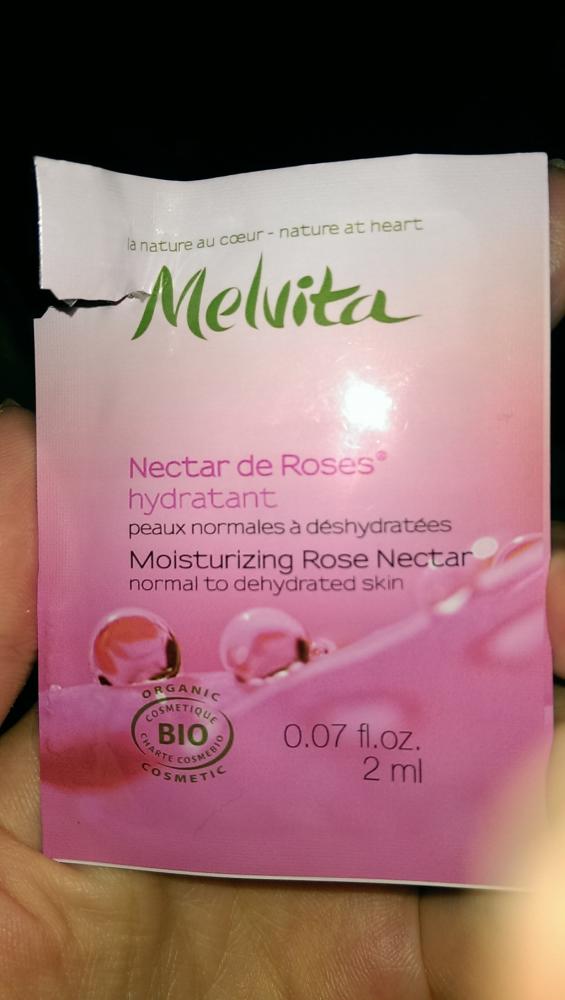 la nature au cœur - nature at heart
Melvita
Nectar de Roses®
hydratant
peaux normales à déshydratées
Moisturizing Rose Nectar
normal to dehydrated skin
ORGANIC
COSMETIQUE
BIO
CHARTE COSMEBIO
COSMETIC
0.07 fl.oz.
2 ml